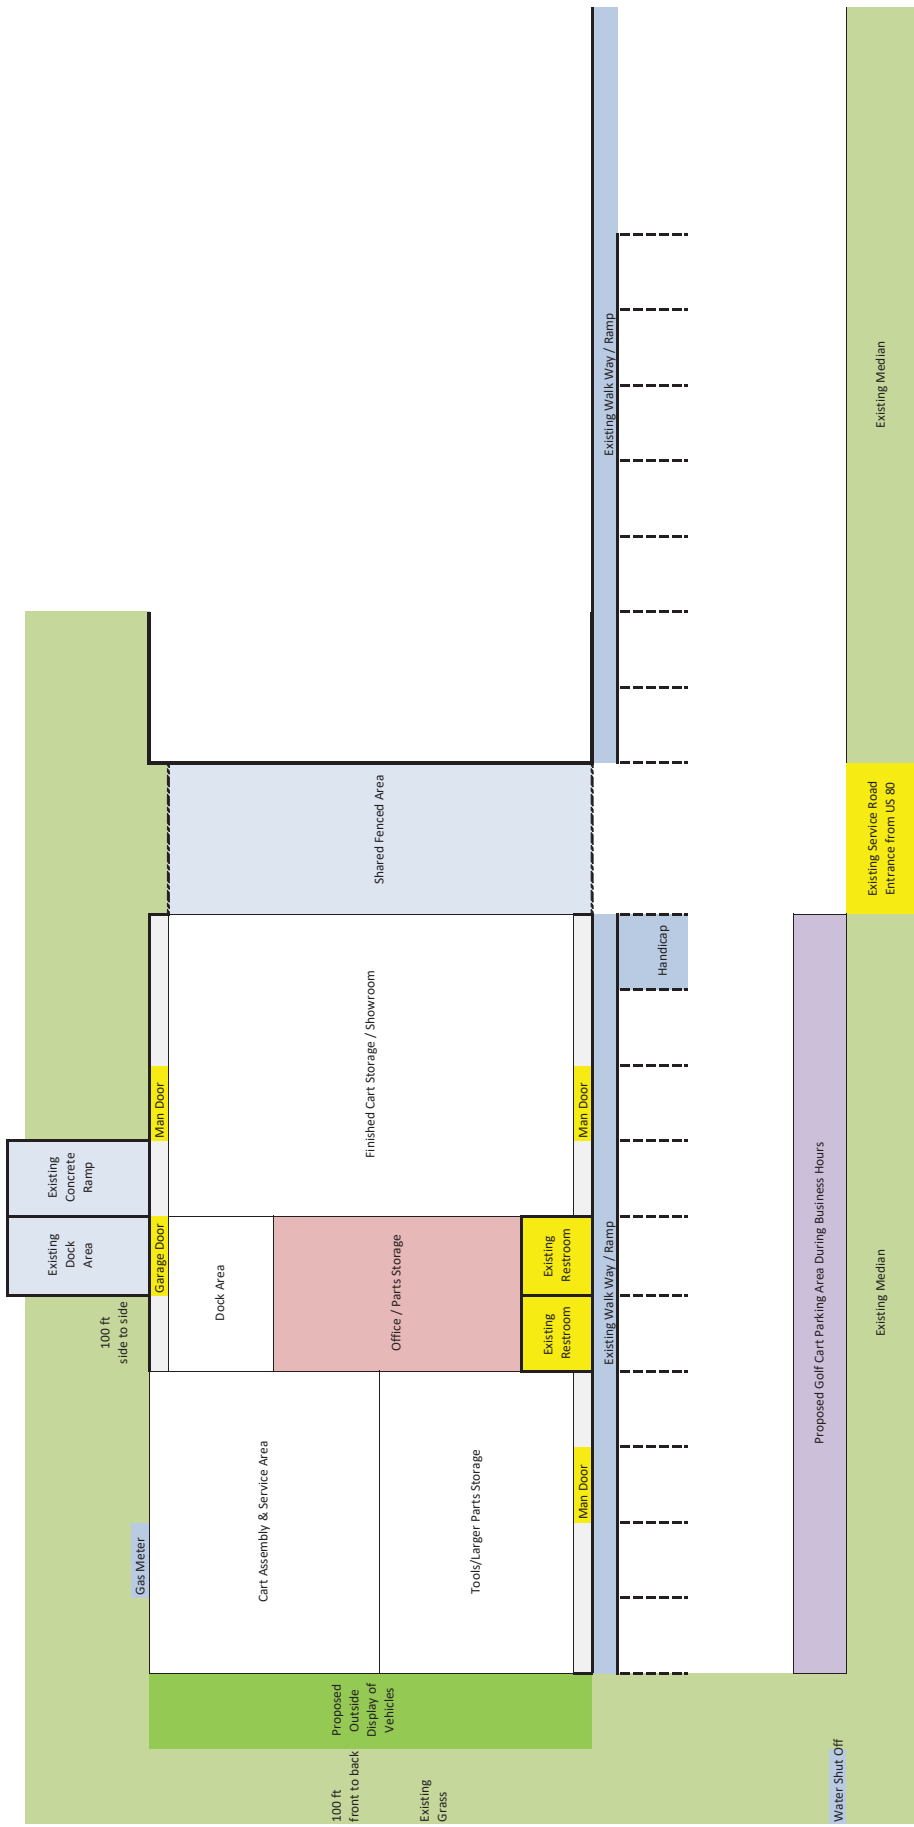 100 ft
side to side
Existing
Dock
Area
Existing
Concrete
Ramp
Gas Meter
Garage Door
Man Door
Proposed
Outside
Display of
Vehicles
100 ft
front to back
Existing
Grass
Cart Assembly & Service Area
Tools/Larger Parts Storage
Dock Area
Office / Parts Storage
Existing
Restroom
Existing
Restroom
Finished Cart Storage / Showroom
Shared Fenced Area
Man Door
Man Door
Existing Walk Way / Ramp
Existing Walk Way / Ramp
Handicap
Proposed Golf Cart Parking Area During Business Hours
Water Shut Off
Existing Median
Existing Service Road
Entrance from US 80
Existing Median